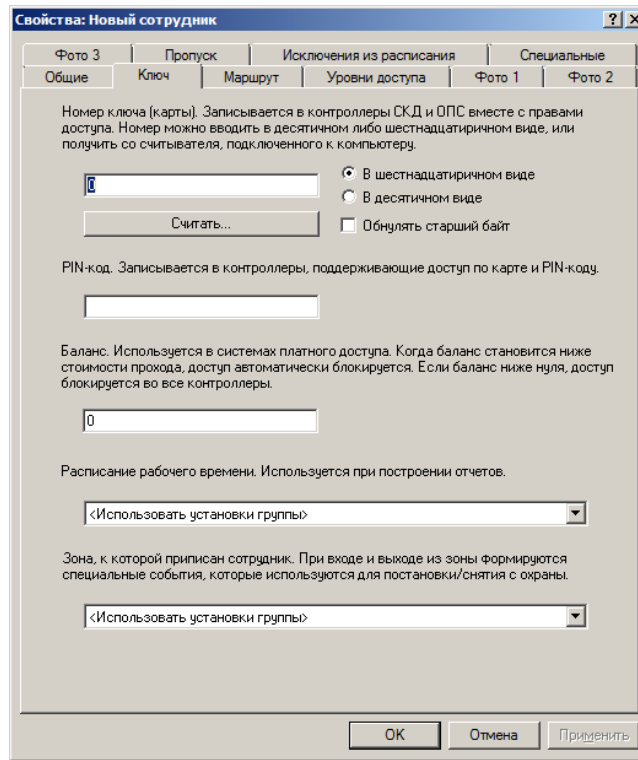 Свойства: Новый сотрудник
Фото 3 Пропуск Исключения из расписания Специальные
Общие Ключ Маршрут Уровни доступа Фото 1 Фото 2
Номер ключа (карты). Записывается в контроллеры СКД и ОПС вместе с правами
доступа. Номер можно вводить в десятичном либо шестнадцатиричном виде, или
получить со считывателя, подключенного к компьютеру.
0
В шестнадцатиричном виде
В десятичном виде
Считать...
Обнулять старший байт
PIN-код. Записывается в контроллеры, поддерживающие доступ по карте и PIN-коду.
Баланс. Используется в системах платного доступа. Когда баланс становится ниже
стоимости прохода, доступ автоматически блокируется. Если баланс ниже нуля, доступ
блокируется во все контроллеры.
0
Расписание рабочего времени. Используется при построении отчетов.
<Использовать установки группы>
Зона, к которой приписан сотрудник. При входе и выходе из зоны формируются
специальные события, которые используются для постановки/снятия с охраны.
<Использовать установки группы>
OK Отмена Применить